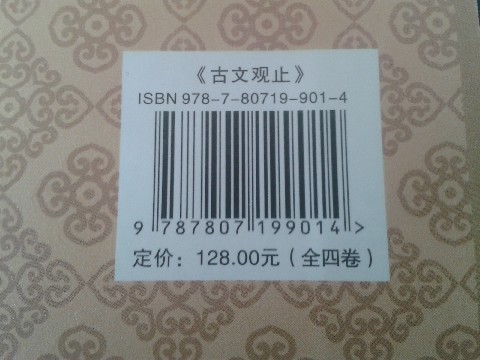 《古文观止》
ISBN 978-7-80719-901-4
9 787807 199014 >
定价：128.00元（全四卷）